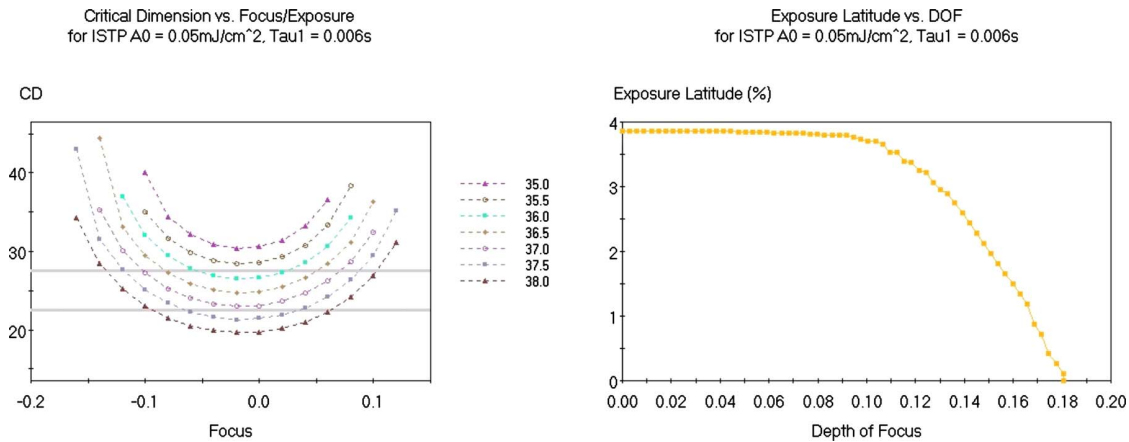 Critical Dimension vs. Focus/Exposure
for ISTP A0 = 0.05mJ/cm^2, Tau1 = 0.006s
CD
40
30
20
-0.2 -0.1 0.0 0.1
Focus
35.0
35.5
36.0
36.5
37.0
37.5
38.0
Exposure Latitude vs. DOF
for ISTP A0 = 0.05mJ/cm^2, Tau1 = 0.006s
Exposure Latitude (%)
4
3
2
1
0
0.00 0.02 0.04 0.06 0.08 0.10 0.12 0.14 0.16 0.18 0.20
Depth of Focus